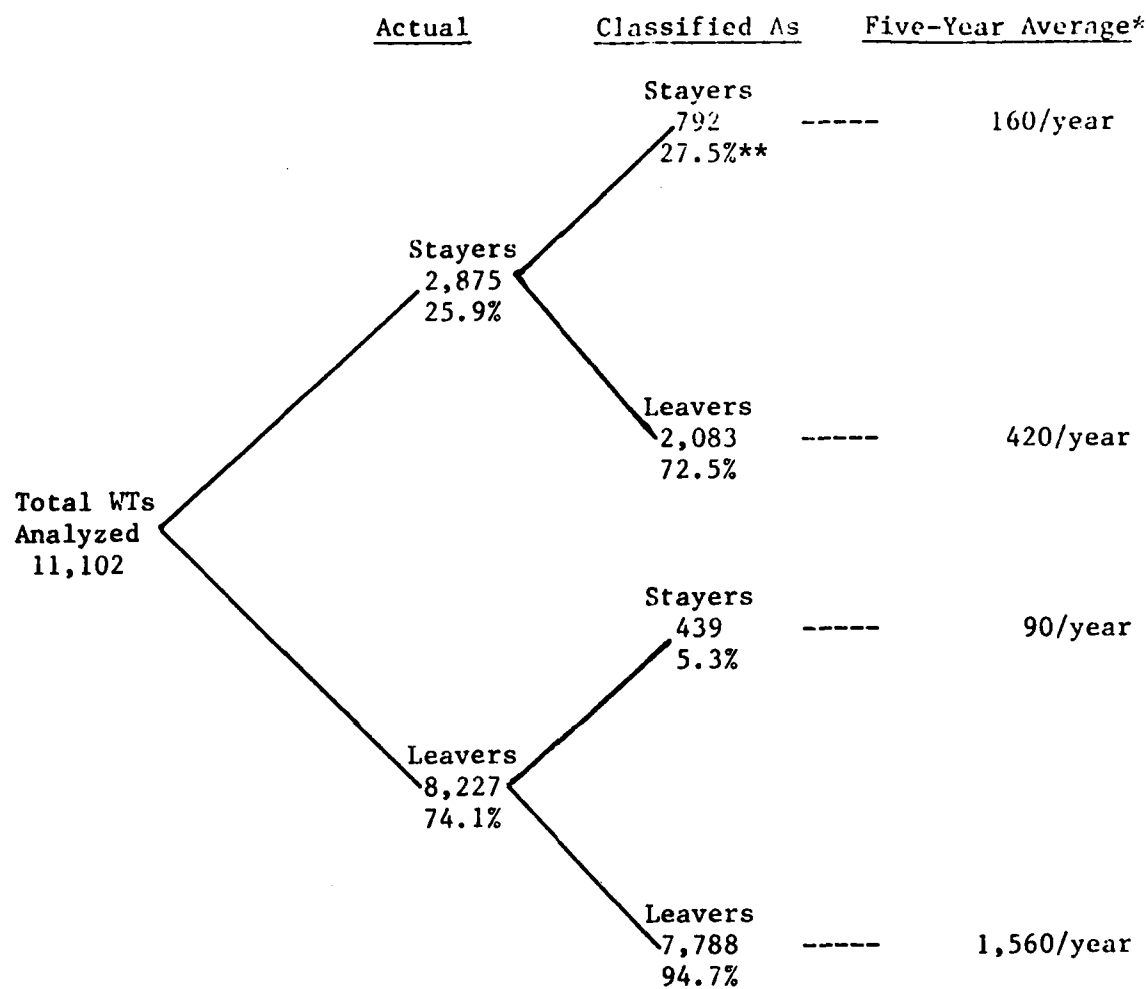 Actual Classified As Five-Year Average*
Stayers
792 ----- 160/year
27.5%**
Stayers
2,875
25.9%
Leavers
2,083 ----- 420/year
72.5%
Total WTs
Analyzed
11,102
Stayers
439 ----- 90/year
5.3%
Leavers
8,227
74.1%
Leavers
7,788 ----- 1,560/year
94.7%